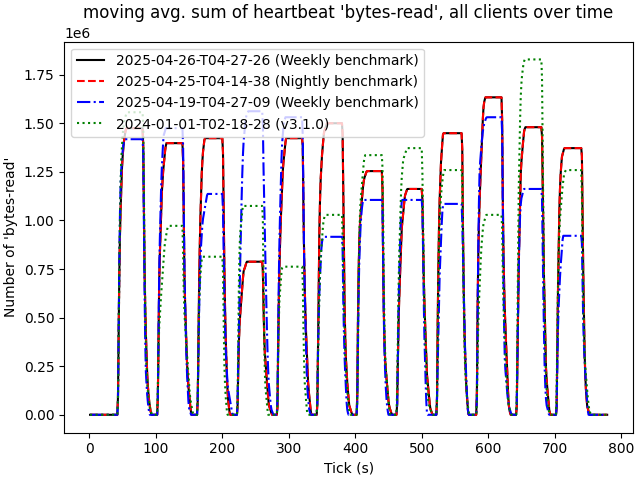 moving avg. sum of heartbeat 'bytes-read', all clients over time
1e6
2025-04-26-T04-27-26 (Weekly benchmark)
2025-04-25-T04-14-38 (Nightly benchmark)
2025-04-19-T04-27-09 (Weekly benchmark)
2024-01-01-T02-18-28 (v3.1.0)
1.75
1.50
1.25
1.00
0.75
0.50
0.25
0.00
Number of 'bytes-read'
0 100 200 300 400 500 600 700 800
Tick (s)